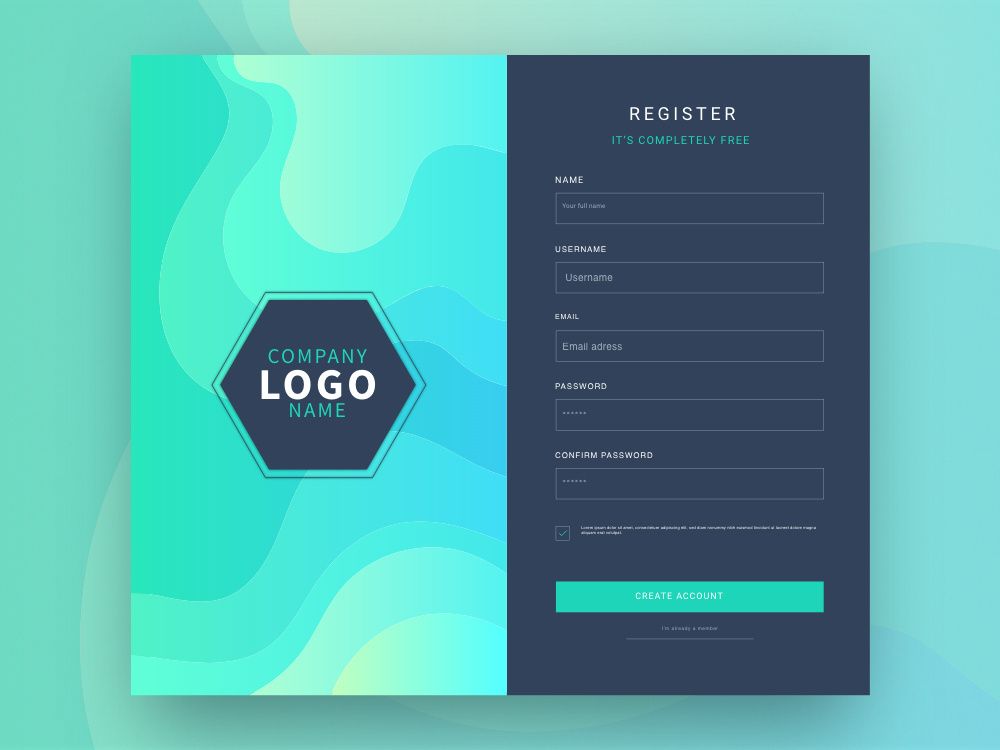 COMPANY
LOGO
NAME
REGISTER
IT'S COMPLETELY FREE
NAME
Your full name
USERNAME
Username
EMAIL
Email adress
PASSWORD
******
CONFIRM PASSWORD
******
Lorem ipsum dolor sit amet, consectetuer adipiscing elit, sed diam nonummy nibh euismod tincidunt ut laoreet dolore magna
aliquam erat volutpat.
CREATE ACCOUNT
I'm already a member